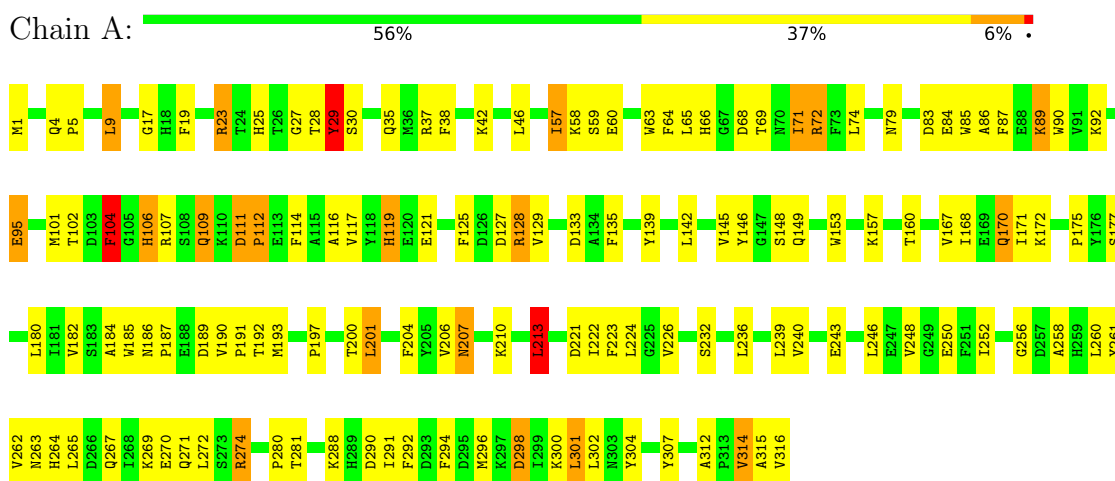 Chain A:
56% 37% 6% •
M1 Q4 P5 L9 G17 H18 F19 R23 T24 H25 T26 G27 T28 Y29 S30 Q35 M36 R37 F38 K42 L46 I57 K58 S59 E60 W63 F64 L65 H66 G67 D68 T69 N70 I71 R72 F73 L74 N79 D83 E84 W85 A86 F87 E88 K89 W90 V91 K92
E95 M101 T102 D103 F104 G105 H106 R107 S108 Q109 K110 D111 P112 E113 F114 A115 A116 V117 Y118 H119 E120 E121 F125 D126 D127 R128 V129 D133 A134 F135 Y139 L142 V145 Y146 G147 S148 Q149 W153 K157 T160 V167 I168 E169 Q170 I171 K172 P175 Y176 S177
L180 I181 V182 S183 A184 W185 N186 P187 E188 D189 V190 P191 T192 M193 P197 T200 L201 F204 Y205 V206 N207 K210 L213 D221 I222 F223 L224 G225 V226 S232 L236 L239 V240 E243 L246 E247 V248 G249 E250 F251 I252 G256 D257 A258 H259 L260 Y261
V262 N263 H264 L265 D266 Q267 I268 K269 E270 Q271 L272 S273 R274 P280 T281 K288 H289 D290 I291 F292 D293 F294 D295 M296 K297 D298 I299 K300 L301 L302 N303 Y304 Y307 A312 P313 V314 A315 V316